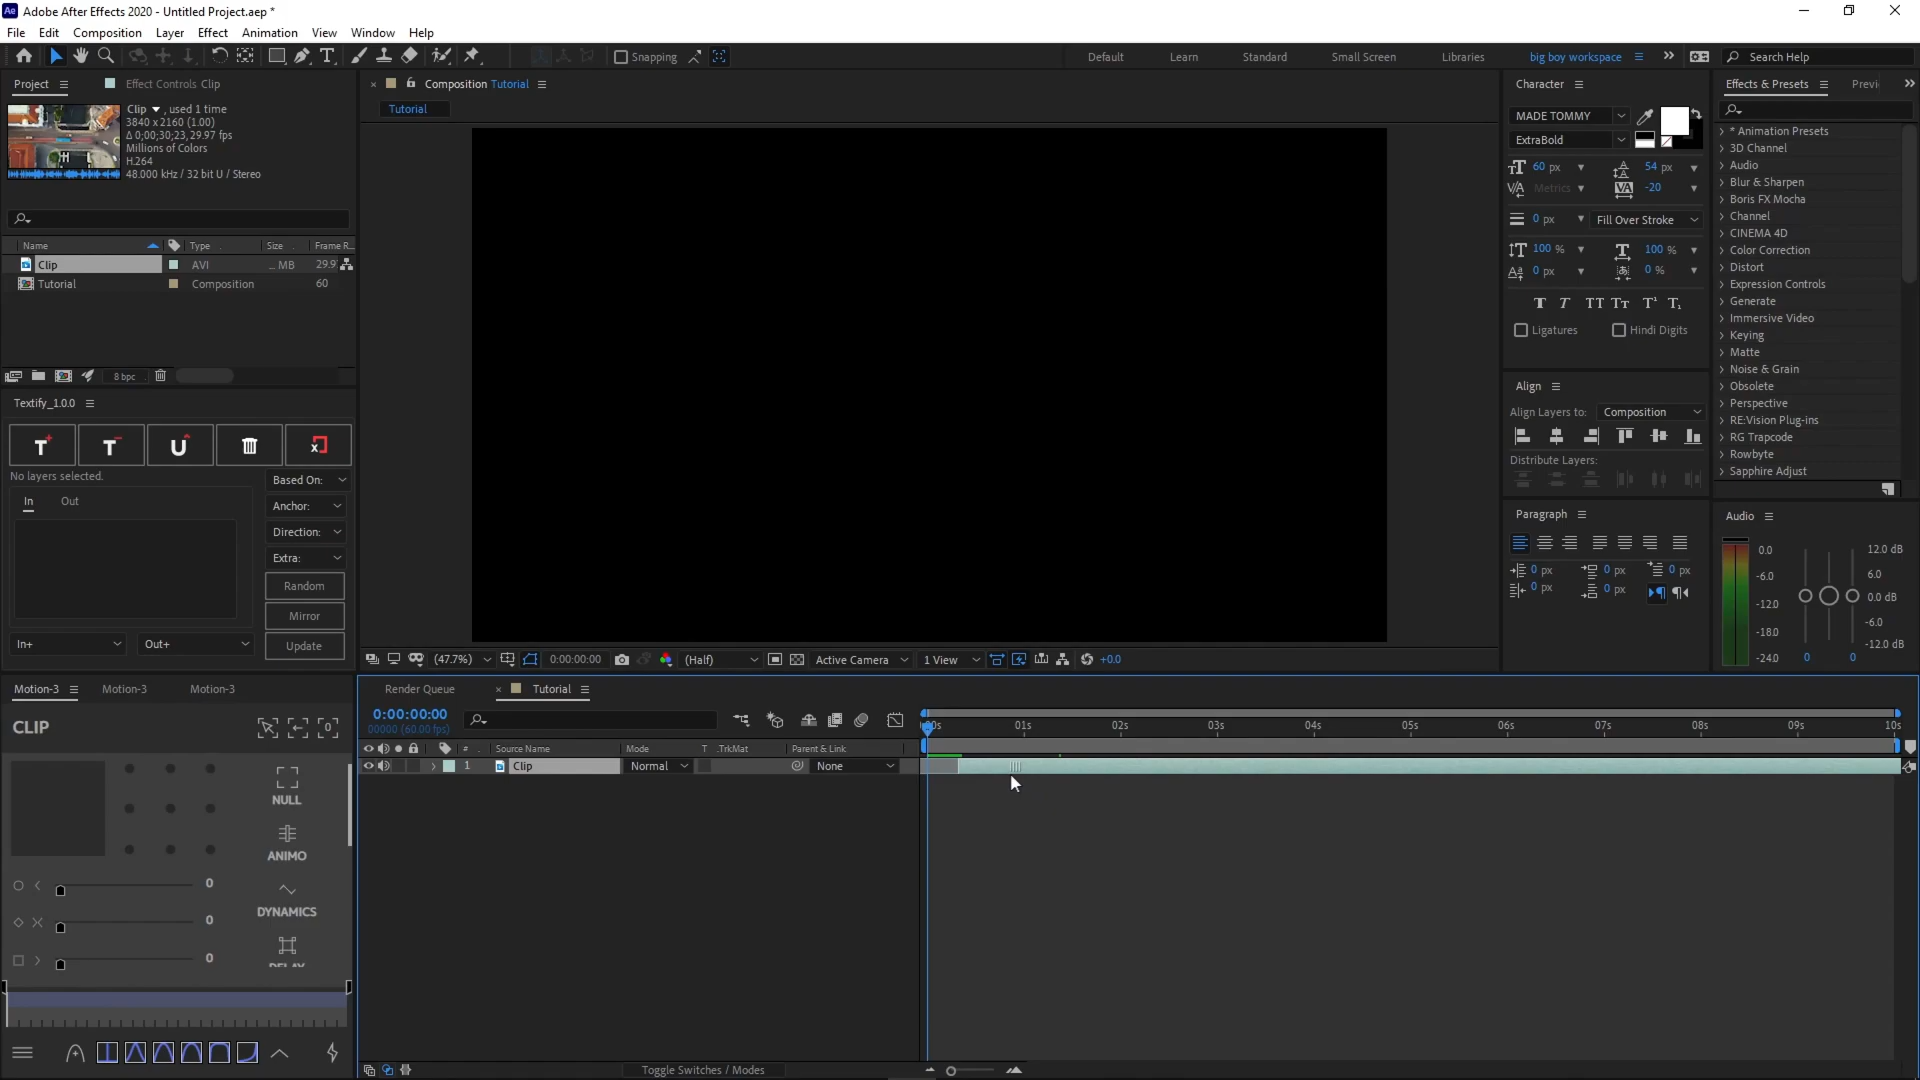 Ae Adobe After Effects 2020 - Untitled Project.aep *
File Edit Composition Layer Effect Animation View Window Help
Snapping
Default Learn Standard Small Screen Libraries big boy workspace
Search Help
Project Effect Controls Clip
Clip , used 1 time
3840 x 2160 (1.00)
Δ 0;00;30;23, 29.97 fps
Millions of Colors
H.264
48.000 kHz / 32 bit U / Stereo
Name Type Size Frame R...
Clip AVI ... MB 29.9
Tutorial Composition 60
8 bpc
Textify_1.0.0
No layers selected.
In Out
Based On:
Anchor:
Direction:
Extra:
Random
Mirror
Update
In+ Out+
Composition Tutorial
Tutorial
(47.7%) 0:00:00:00 (Half) Active Camera 1 View +0.0
Character
MADE TOMMY
ExtraBold
60 px 54 px
Metrics -20
0 px Fill Over Stroke
100 % 100 %
0 px 0 %
Ligatures Hindi Digits
Align
Align Layers to: Composition
Distribute Layers:
Paragraph
0 px 0 px 0 px
0 px 0 px
Effects & Presets Previ
* Animation Presets
3D Channel
Audio
Blur & Sharpen
Boris FX Mocha
Channel
CINEMA 4D
Color Correction
Distort
Expression Controls
Generate
Immersive Video
Keying
Matte
Noise & Grain
Obsolete
Perspective
RE:Vision Plug-ins
RG Trapcode
Rowbyte
Sapphire Adjust
Audio
0.0 12.0 dB
-6.0 6.0
-12.0 0.0 dB
-18.0 -6.0
-24.0 -12.0 dB
0 0
Motion-3 Motion-3 Motion-3
CLIP
NULL
ANIMO
DYNAMICS
DELAY
0
0
0
Render Queue Tutorial
0:00:00:00
00000 (60.00 fps)
# Source Name Mode T .TrkMat Parent & Link
1 Clip Normal None
01s 02s 03s 04s 05s 06s 07s 08s 09s 10s
Toggle Switches / Modes